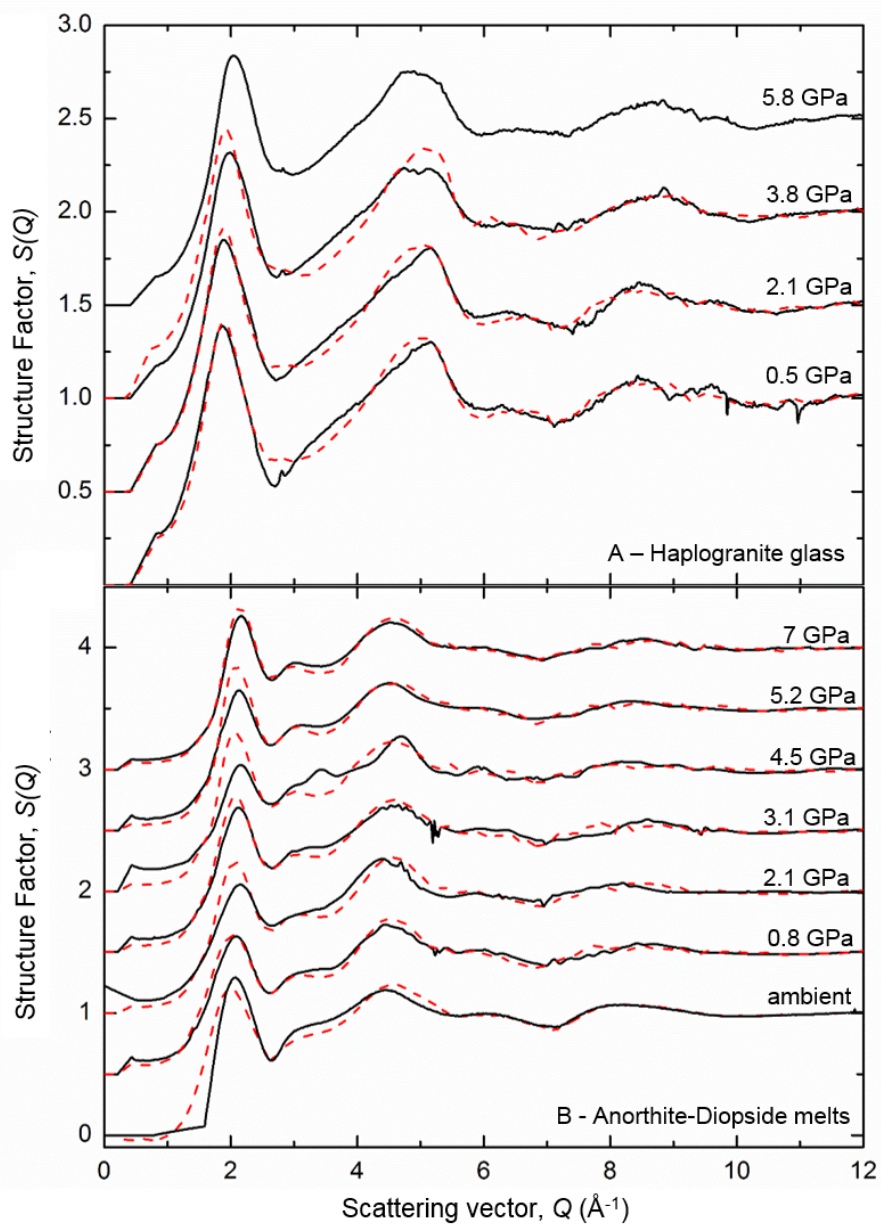 3.0
5.8 GPa
2.5
3.8 GPa
2.0
2.1 GPa
1.5
0.5 GPa
1.0
0.5
Structure Factor, S(Q)
A – Haplogranite glass
4
7 GPa
5.2 GPa
3
4.5 GPa
3.1 GPa
2
2.1 GPa
0.8 GPa
1
ambient
0
Structure Factor, S(Q)
B - Anorthite-Diopside melts
0 2 4 6 8 10 12
Scattering vector, Q (Å⁻¹)